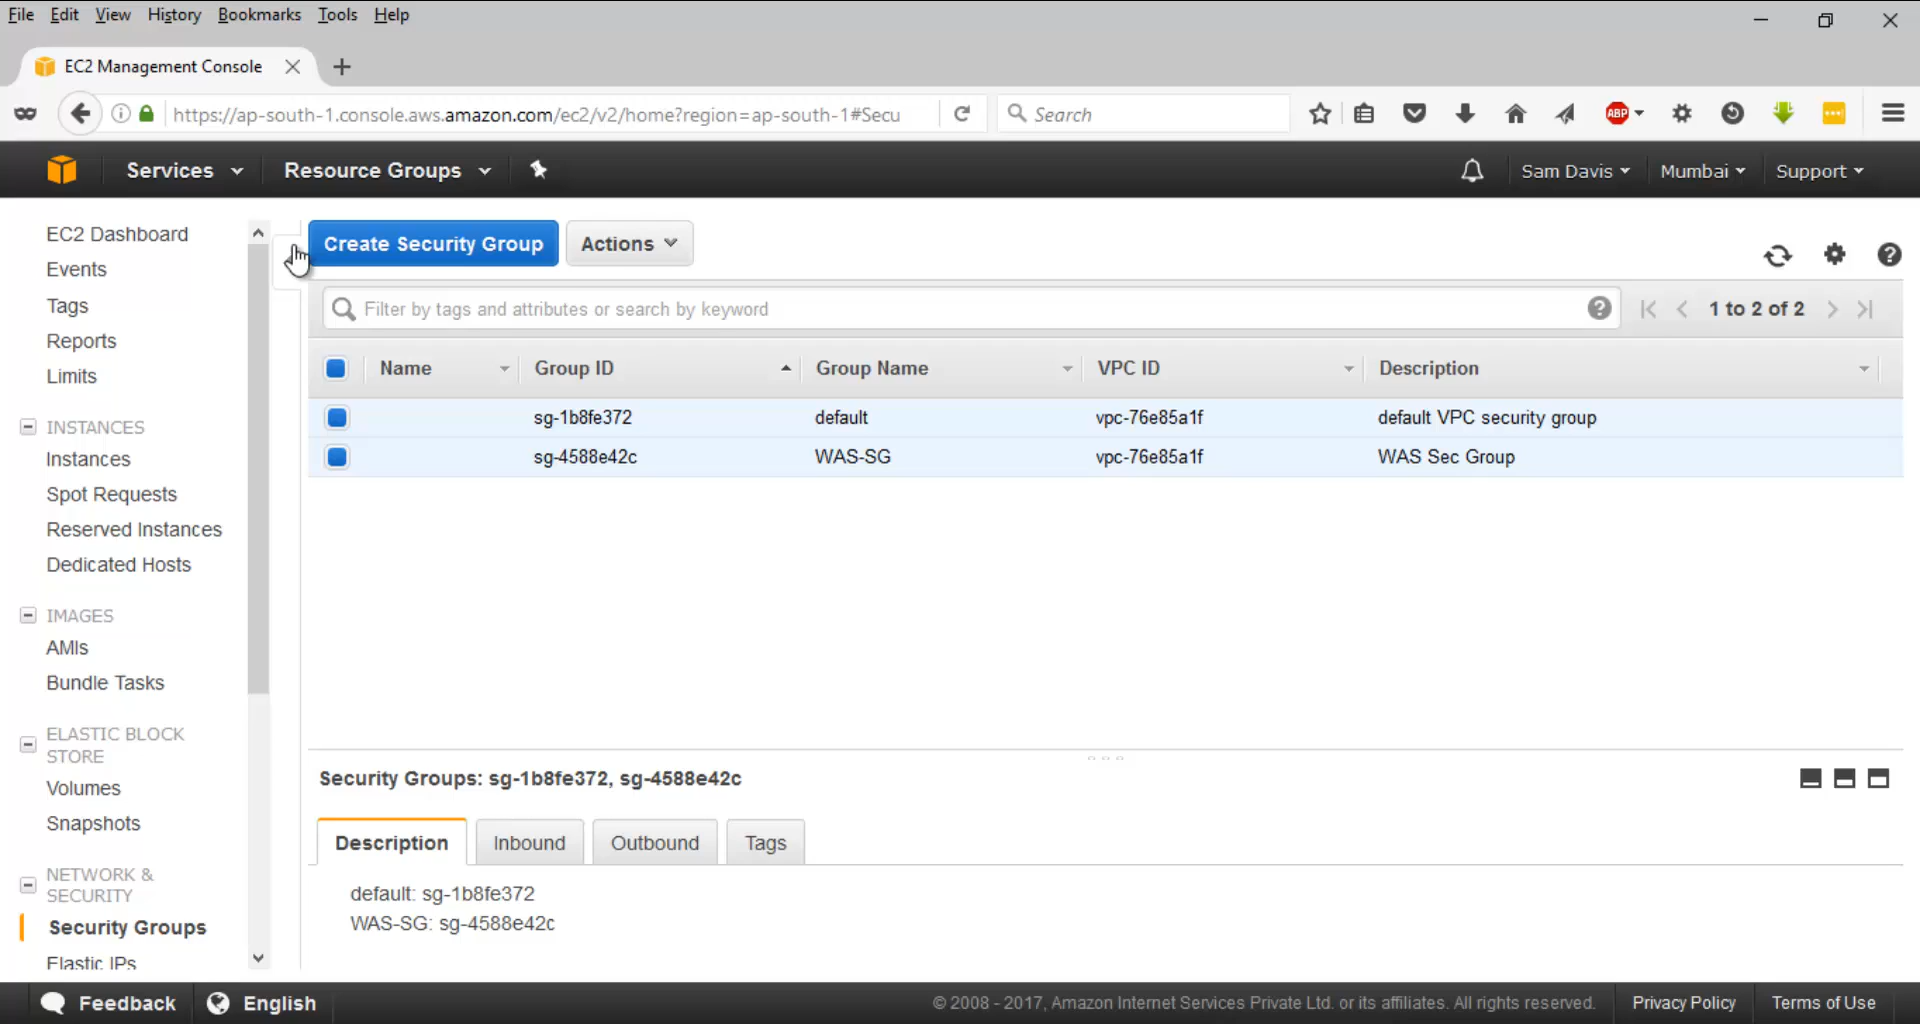 File Edit View History Bookmarks Tools Help
EC2 Management Console
https://ap-south-1.console.aws.amazon.com/ec2/v2/home?region=ap-south-1#Secu
Search
ABP
Services
Resource Groups
Sam Davis
Mumbai
Support
EC2 Dashboard
Events
Tags
Reports
Limits
INSTANCES
Instances
Spot Requests
Reserved Instances
Dedicated Hosts
IMAGES
AMIs
Bundle Tasks
ELASTIC BLOCK
STORE
Volumes
Snapshots
NETWORK &
SECURITY
Security Groups
Elastic IPs
Create Security Group
Actions
Filter by tags and attributes or search by keyword
1 to 2 of 2
Name Group ID Group Name VPC ID Description
sg-1b8fe372 default vpc-76e85a1f default VPC security group
sg-4588e42c WAS-SG vpc-76e85a1f WAS Sec Group
Security Groups: sg-1b8fe372, sg-4588e42c
Description Inbound Outbound Tags
default: sg-1b8fe372
WAS-SG: sg-4588e42c
Feedback
English
© 2008 - 2017, Amazon Internet Services Private Ltd. or its affiliates. All rights reserved.
Privacy Policy
Terms of Use